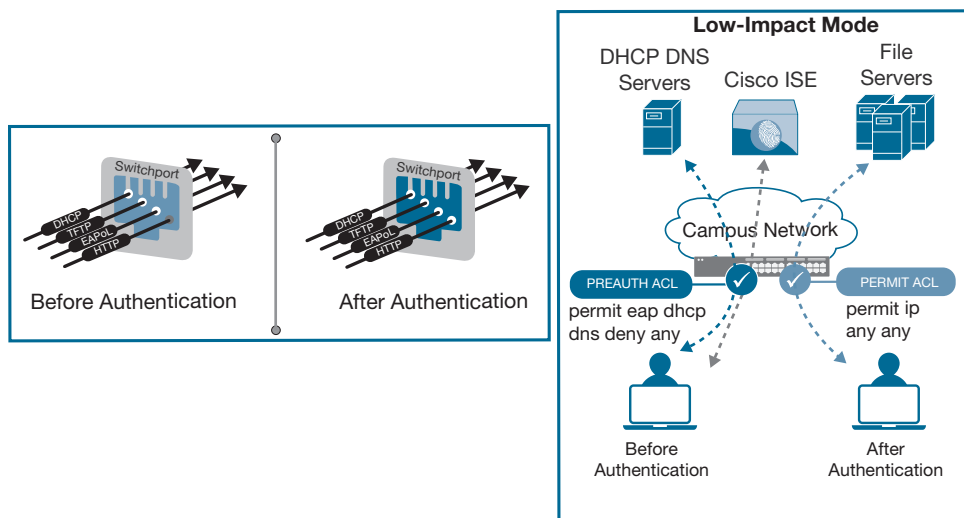 Switchport
DHCP
TFTP
EAPoL
HTTP
Before Authentication
Switchport
DHCP
TFTP
EAPoL
HTTP
After Authentication
Low-Impact Mode
DHCP DNS
Servers
Cisco ISE
File
Servers
Campus Network
PREAUTH ACL
permit eap dhcp
dns deny any
PERMIT ACL
permit ip
any any
Before
Authentication
After
Authentication